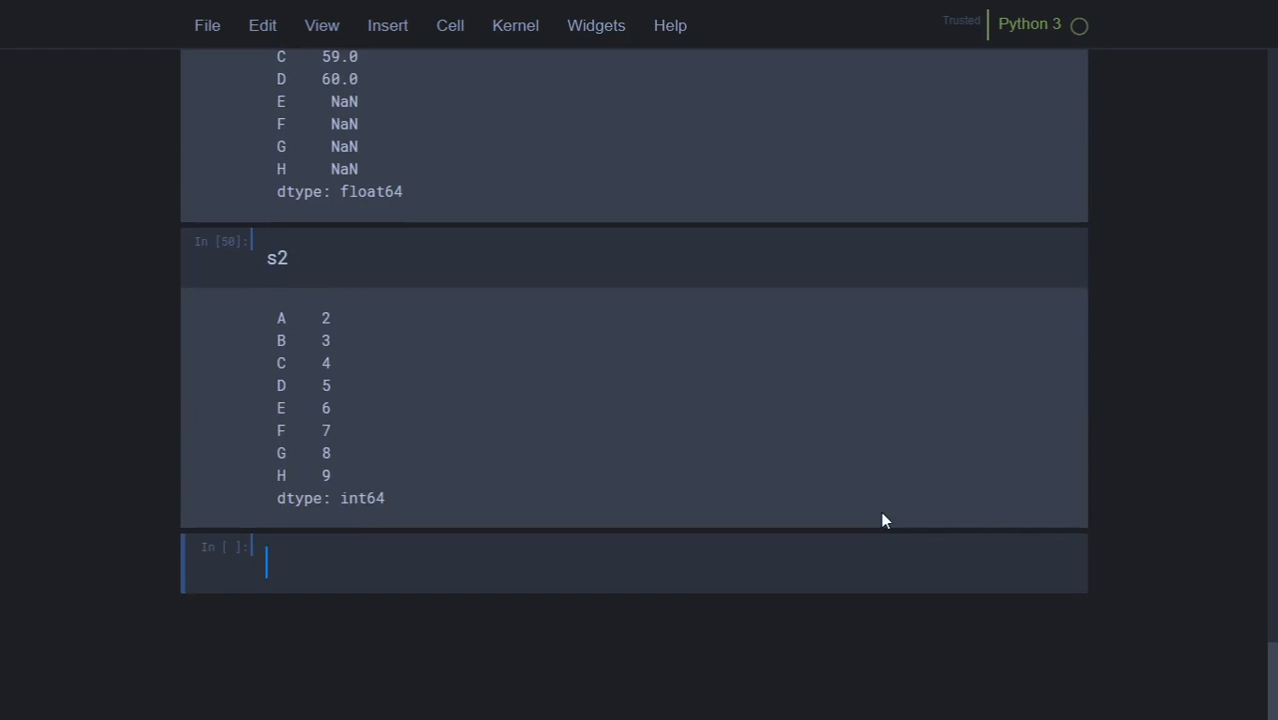 File Edit View Insert Cell Kernel Widgets Help Trusted Python 3
C 59.0
D 60.0
E NaN
F NaN
G NaN
H NaN
dtype: float64
In [50]:
s2
A 2
B 3
C 4
D 5
E 6
F 7
G 8
H 9
dtype: int64
In [ ]: